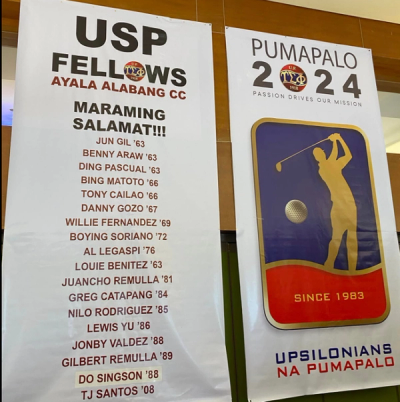 USP
FELLOWS
AYALA ALABANG CC
MARAMING
SALAMAT!!!
JUN GIL '63
BENNY ARAW '63
DING PASCUAL '63
BING MATOTO '66
TONY CAILAO '66
DANNY GOZO '67
WILLIE FERNANDEZ '69
BOYING SORIANO '72
AL LEGASPI '76
LOUIE BENITEZ '63
JUANCHO REMULLA '81
GREG CATAPANG '84
NILO RODRIGUEZ '85
LEWIS YU '86
JONBY VALDEZ '88
GILBERT REMULLA '89
DO SINGSON '88
TJ SANTOS '08
PUMAPALO
2024
PASSION DRIVES OUR MISSION
SINCE 1983
UPSILONIANS
NA PUMAPALO